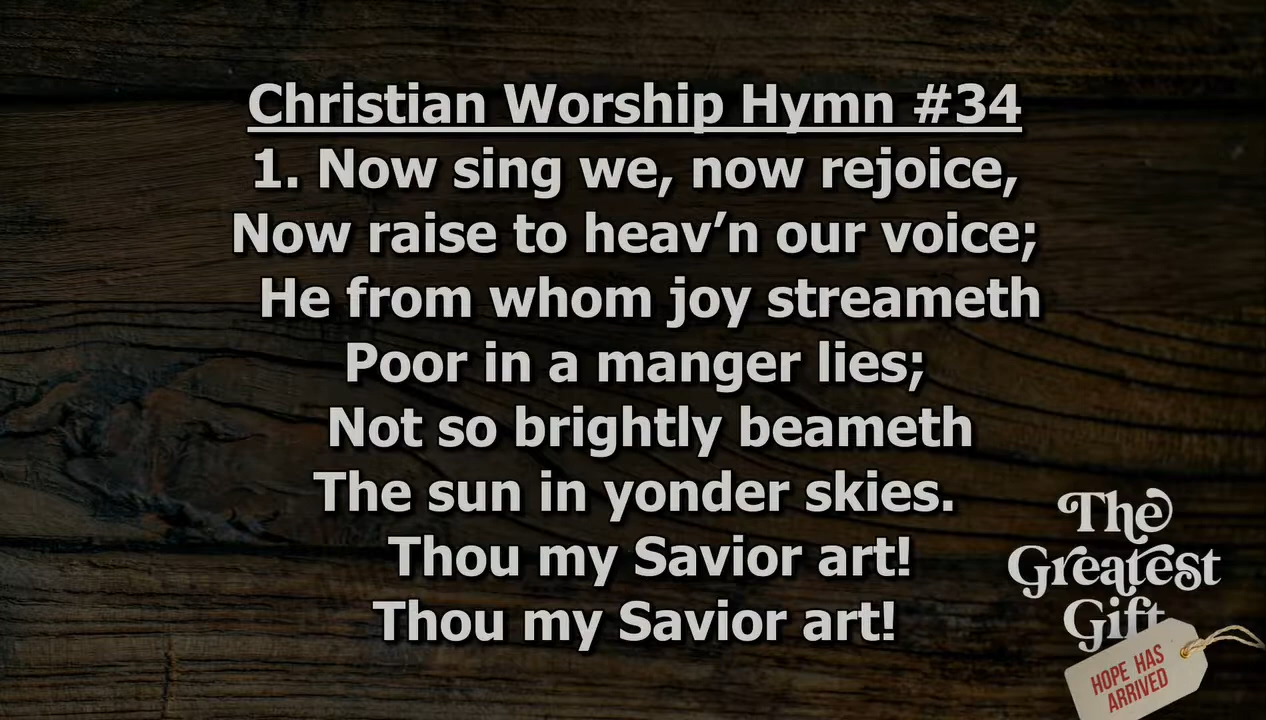 Christian Worship Hymn #34
1. Now sing we, now rejoice,
Now raise to heav’n our voice;
He from whom joy streameth
Poor in a manger lies;
Not so brightly beameth
The sun in yonder skies.
Thou my Savior art!
Thou my Savior art!
The
Greatest
Gift
HOPE HAS
ARRIVED